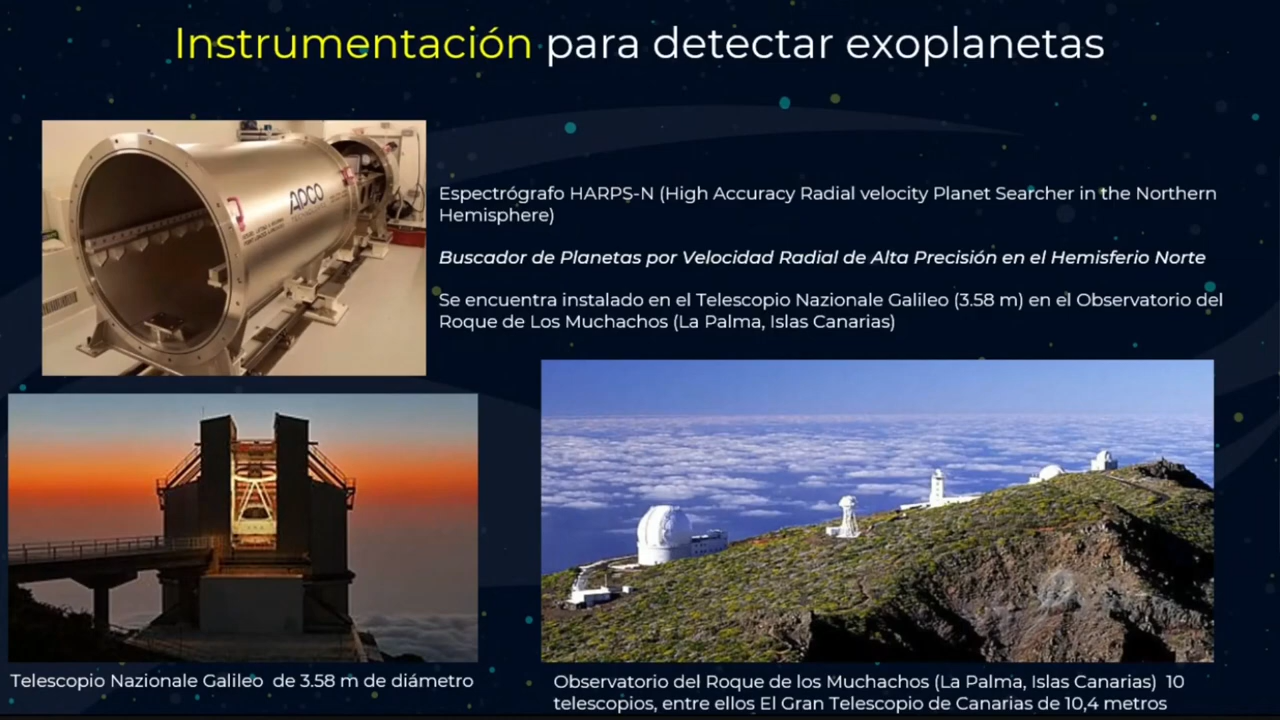 Instrumentación para detectar exoplanetas
APCO
Espectrógrafo HARPS-N (High Accuracy Radial velocity Planet Searcher in the Northern
Hemisphere)
Buscador de Planetas por Velocidad Radial de Alta Precisión en el Hemisferio Norte
Se encuentra instalado en el Telescopio Nazionale Galileo (3.58 m) en el Observatorio del
Roque de Los Muchachos (La Palma, Islas Canarias)
Telescopio Nazionale Galileo de 3.58 m de diámetro
Observatorio del Roque de los Muchachos (La Palma, Islas Canarias) 10
telescopios, entre ellos El Gran Telescopio de Canarias de 10,4 metros